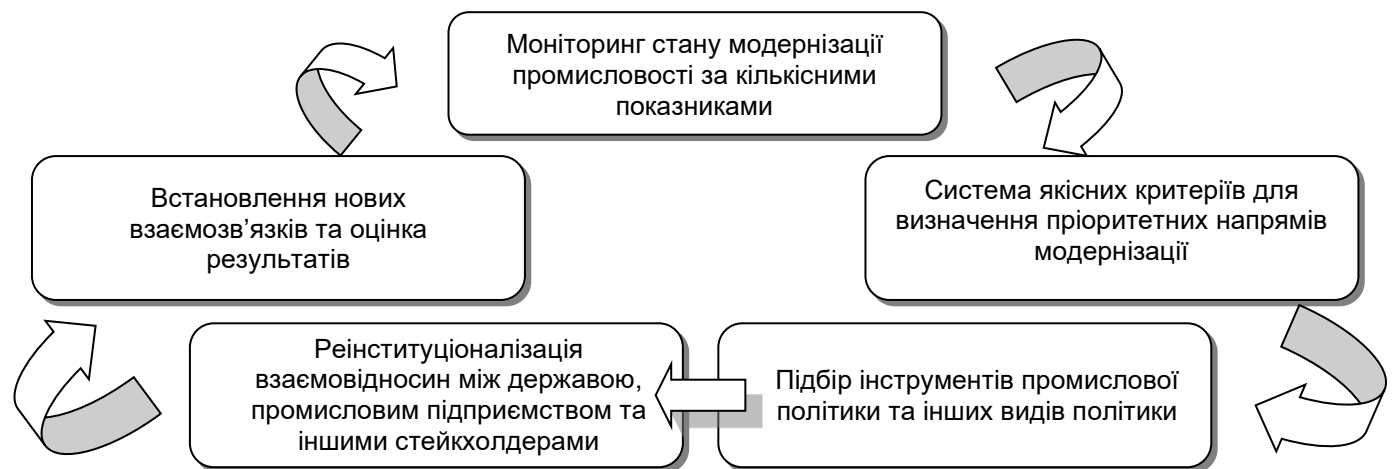 Моніторинг стану модернізації
промисловості за кількісними
показниками
Система якісних критеріїв для
визначення пріоритетних напрямів
модернізації
Підбір інструментів промислової
політики та інших видів політики
Реінституціоналізація
взаємовідносин між державою,
промисловим підприємством та
іншими стейкхолдерами
Встановлення нових
взаємозв’язків та оцінка
результатів